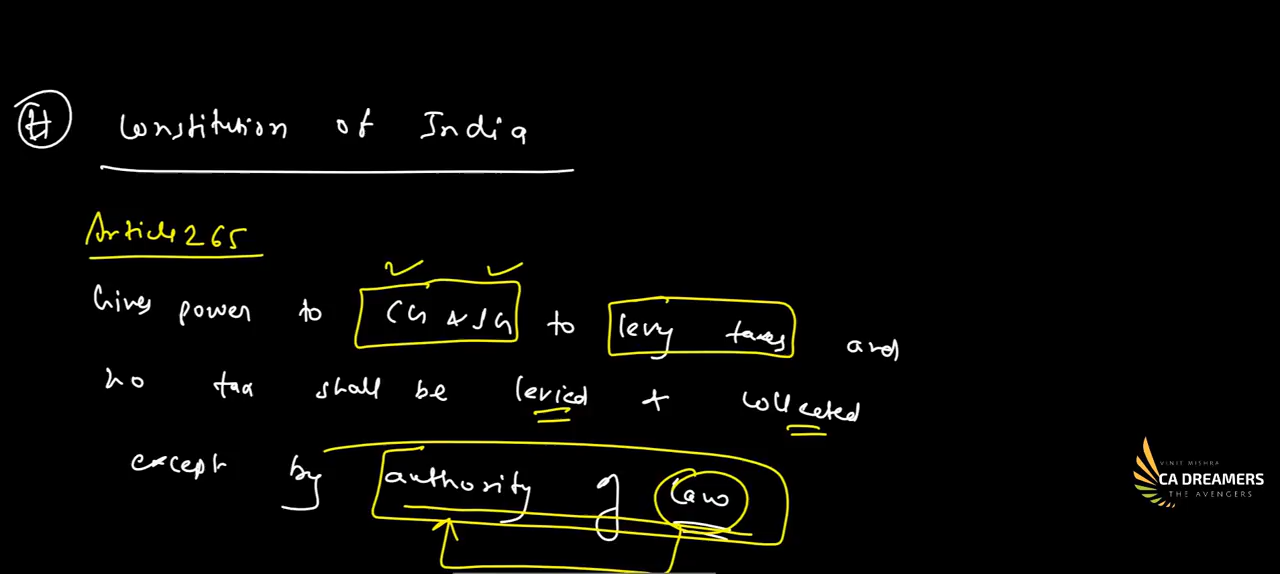 # Constitution of India
Article 265
Gives power to CG & SG to levy taxes and
no tax shall be levied & collected
except by authority of law
VINIT MISHRA
CA DREAMERS
THE AVENGERS